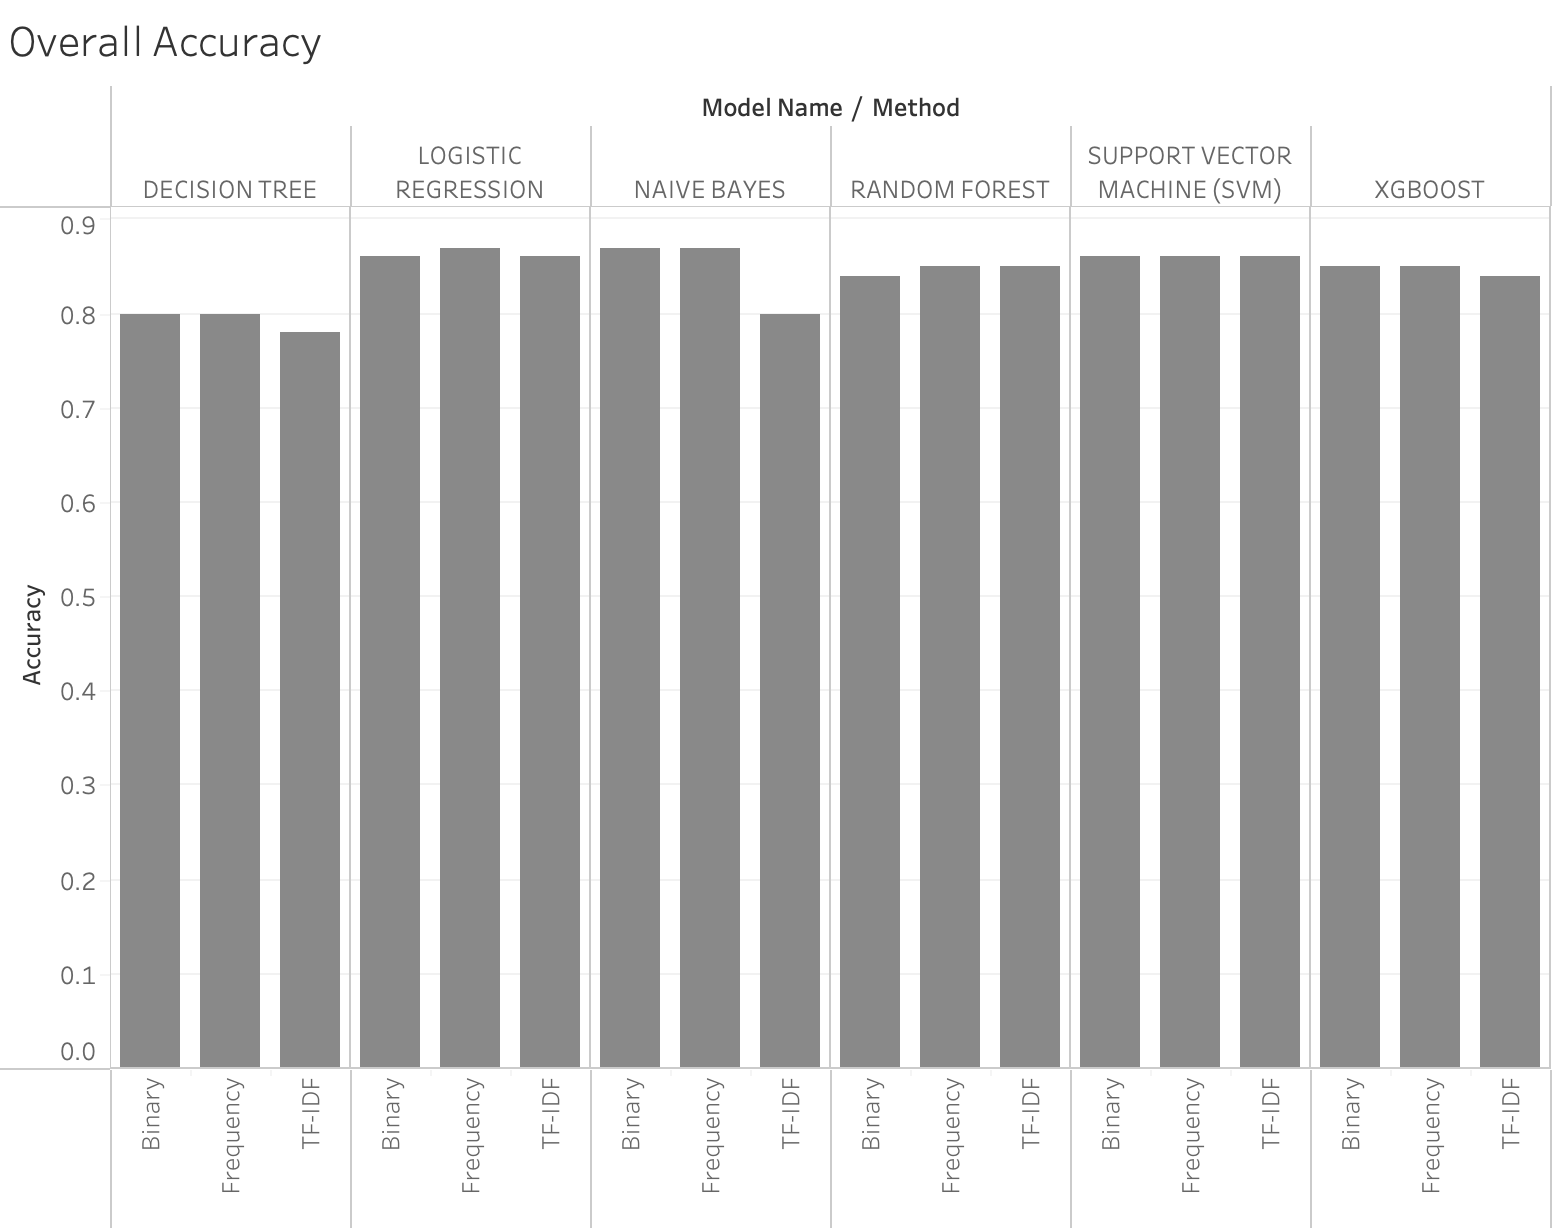 Overall Accuracy
Model Name / Method
DECISION TREE
LOGISTIC
REGRESSION
NAIVE BAYES
RANDOM FOREST
SUPPORT VECTOR
MACHINE (SVM)
XGBOOST
Accuracy
0.9
0.8
0.7
0.6
0.5
0.4
0.3
0.2
0.1
0.0
Binary
Frequency
TF-IDF
Binary
Frequency
TF-IDF
Binary
Frequency
TF-IDF
Binary
Frequency
TF-IDF
Binary
Frequency
TF-IDF
Binary
Frequency
TF-IDF